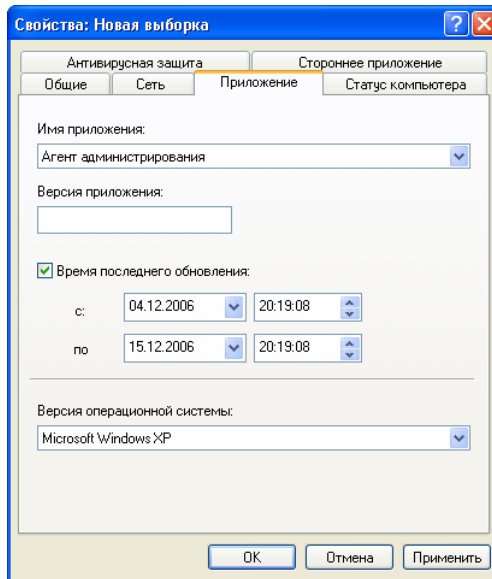 Свойства: Новая выборка
Антивирусная защита Стороннее приложение
Общие Сеть Приложение Статус компьютера
Имя приложения:
Агент администрирования
Версия приложения:
Время последнего обновления:
с: 04.12.2006 20:19:08
по 15.12.2006 20:19:08
Версия операционной системы:
Microsoft Windows XP
OK Отмена Применить